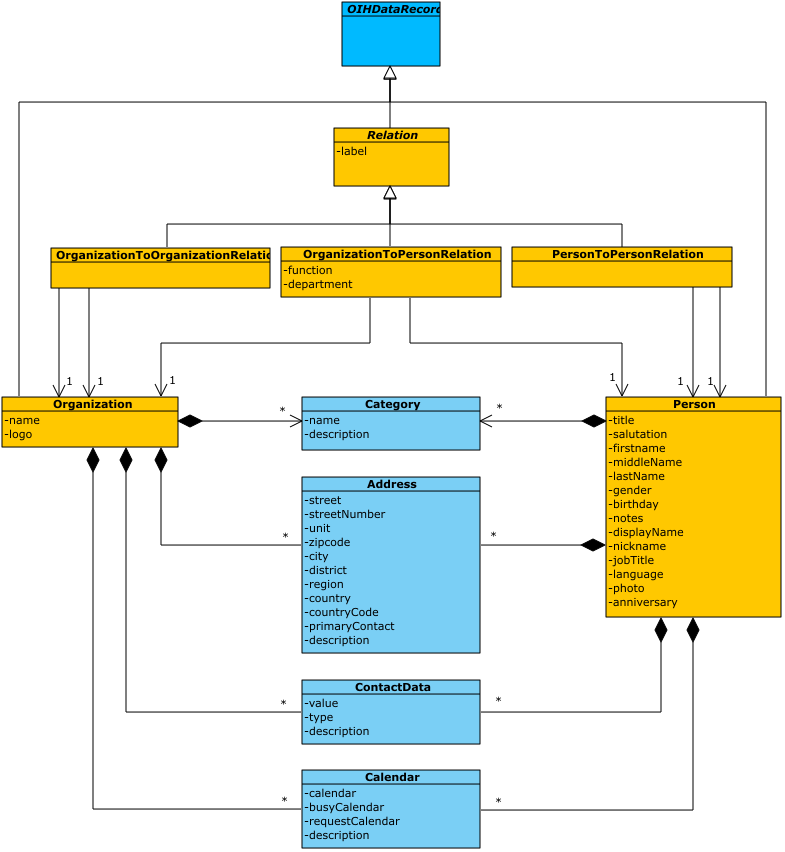 OIHDataRecord
Relation
-label
OrganizationToOrganizationRelatio
OrganizationToPersonRelation
-function
-department
PersonToPersonRelation
1
1
1
1
1
1
Organization
-name
-logo
*
Category
-name
-description
*
Person
-title
-salutation
-firstname
-middleName
-lastName
-gender
-birthday
-notes
-displayName
-nickname
-jobTitle
-language
-photo
-anniversary
Address
-street
-streetNumber
-unit
-zipcode
-city
-district
-region
-country
-countryCode
-primaryContact
-description
*
*
ContactData
-value
-type
-description
*
*
Calendar
-calendar
-busyCalendar
-requestCalendar
-description
*
*